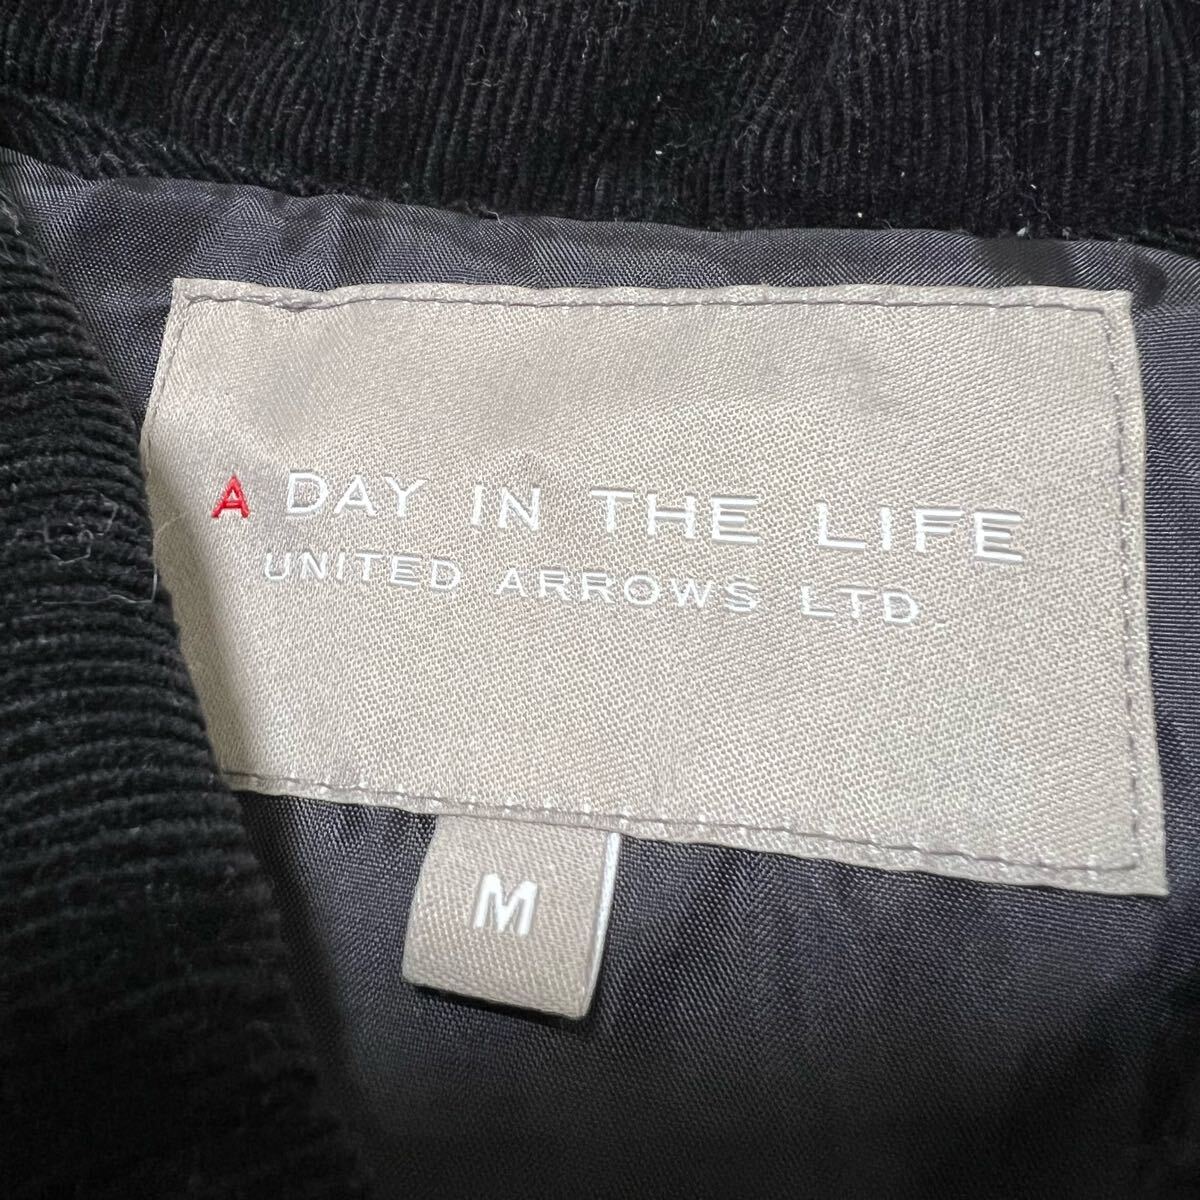 A DAY IN THE LIFE
UNITED ARROWS LTD.
M